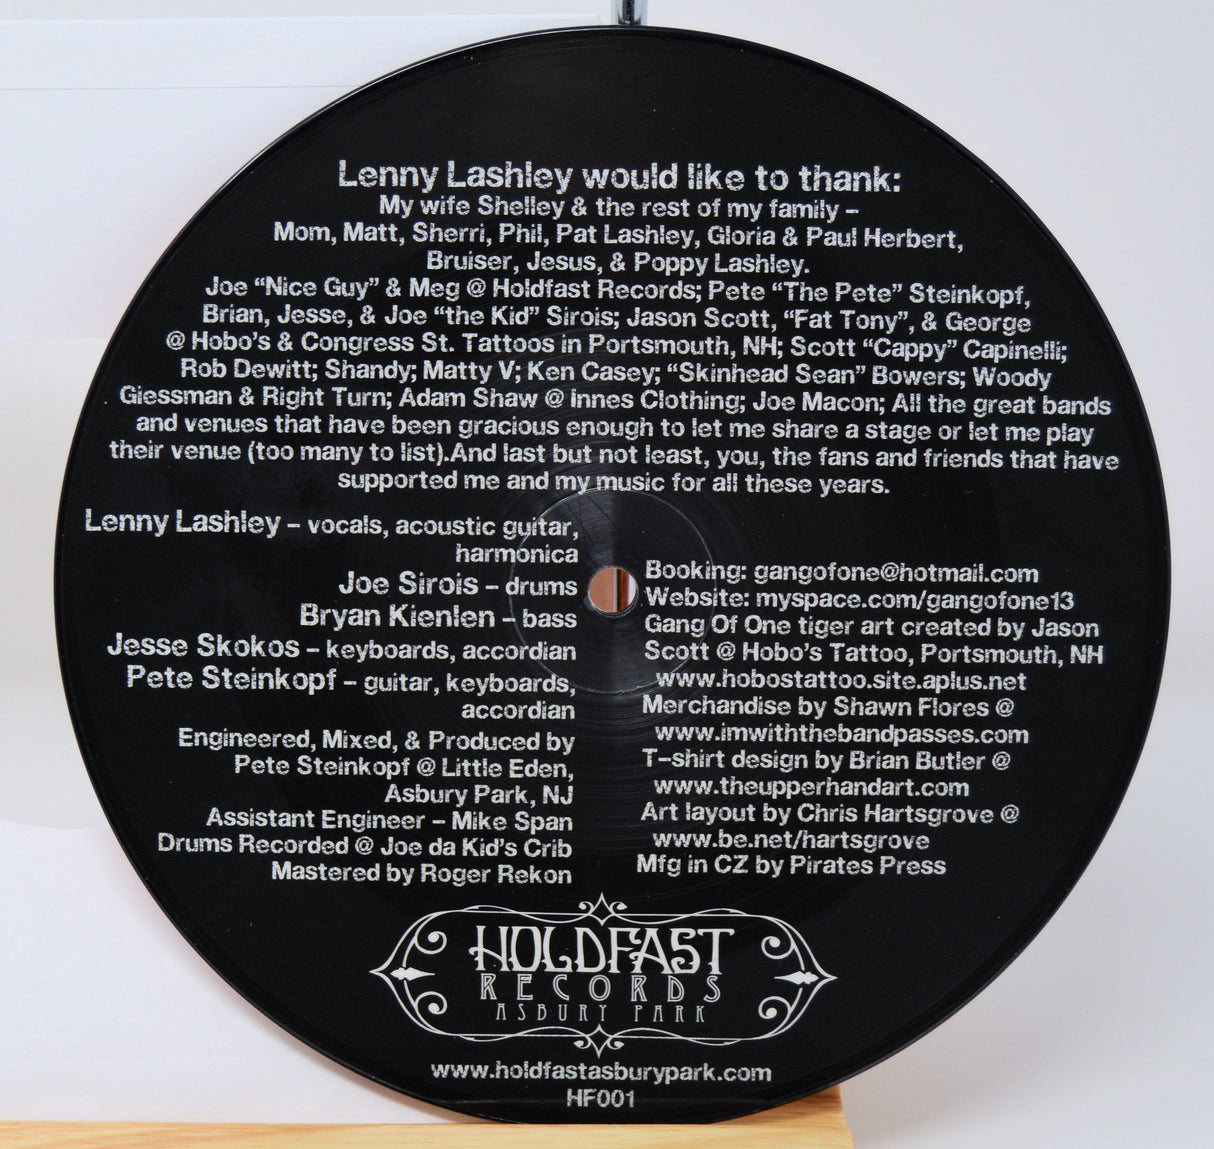 Lenny Lashley would like to thank:
My wife Shelley & the rest of my family –
Mom, Matt, Sherri, Phil, Pat Lashley, Gloria & Paul Herbert,
Bruiser, Jesus, & Poppy Lashley.
Joe “Nice Guy” & Meg @ Holdfast Records; Pete “The Pete” Steinkopf,
Brian, Jesse, & Joe “the Kid” Sirois; Jason Scott, “Fat Tony”, & George
@ Hobo’s & Congress St. Tattoos in Portsmouth, NH; Scott “Cappy” Capinelli;
Rob Dewitt; Shandy; Matty V; Ken Casey; “Skinhead Sean” Bowers; Woody
Giessman & Right Turn; Adam Shaw @ Innes Clothing; Joe Macon; All the great bands
and venues that have been gracious enough to let me share a stage or let me play
their venue (too many to list).And last but not least, you, the fans and friends that have
supported me and my music for all these years.
Lenny Lashley – vocals, acoustic guitar,
harmonica
Joe Sirois – drums
Bryan Kienlen – bass
Jesse Skokos – keyboards, accordian
Pete Steinkopf – guitar, keyboards,
accordian
Engineered, Mixed, & Produced by
Pete Steinkopf @ Little Eden,
Asbury Park, NJ
Assistant Engineer – Mike Span
Drums Recorded @ Joe da Kid’s Crib
Mastered by Roger Rekon
Booking: gangofone@hotmail.com
Website: myspace.com/gangofone13
Gang Of One tiger art created by Jason
Scott @ Hobo’s Tattoo, Portsmouth, NH
www.hobostattoo.site.aplus.net
Merchandise by Shawn Flores @
www.imwiththebandpasses.com
T-shirt design by Brian Butler @
www.theupperhandart.com
Art layout by Chris Hartsgrove @
www.be.net/hartsgrove
Mfg in CZ by Pirates Press
HOLDFAST
RECORDS
ASBURY PARK
www.holdfastasburypark.com
HF001